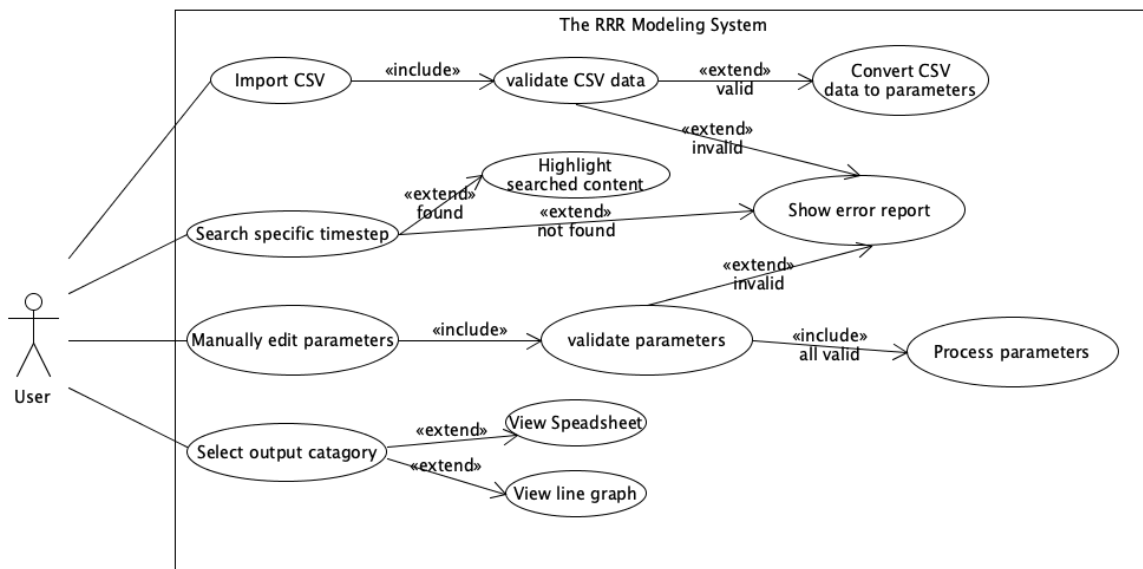 The RRR Modeling System
Import CSV
«include»
validate CSV data
«extend»
valid
Convert CSV
data to parameters
«extend»
invalid
Highlight
searched content
«extend»
found
Search specific timestep
«extend»
not found
Show error report
«extend»
invalid
Manually edit parameters
«include»
validate parameters
«include»
all valid
Process parameters
User
Select output catagory
«extend»
View Speadsheet
«extend»
View line graph